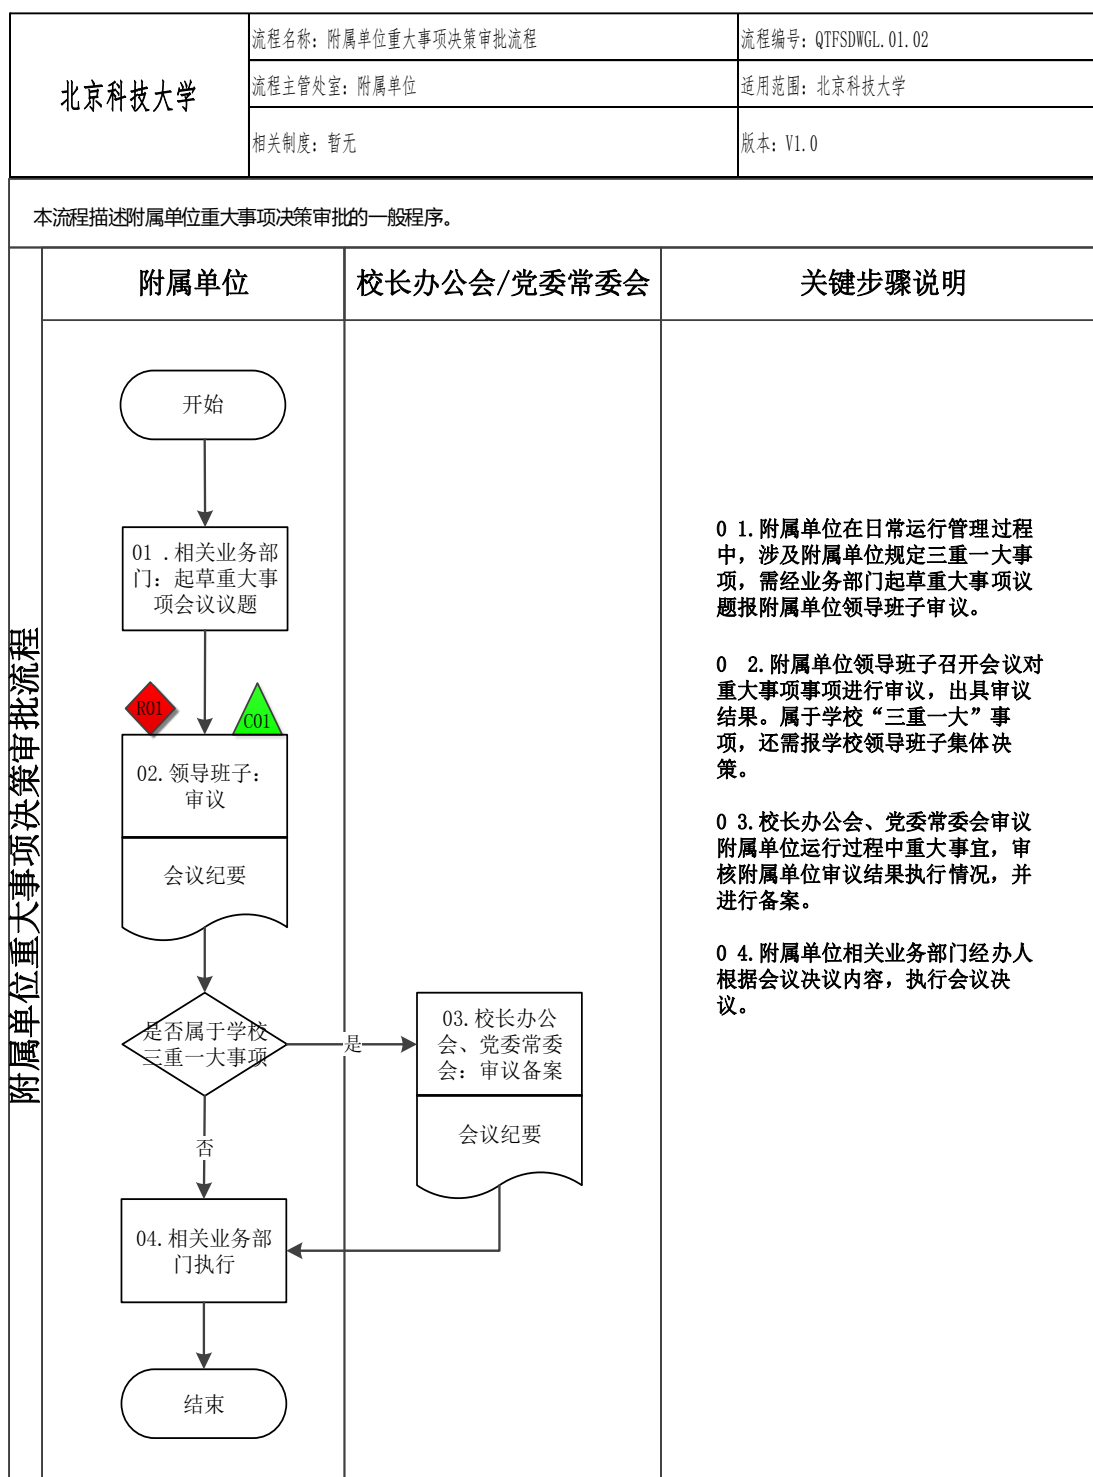 北京科技大学
流程名称：附属单位重大事项决策审批流程
流程编号：QTFSDWGL.01.02
流程主管处室：附属单位
适用范围：北京科技大学
相关制度：暂无
版本：V1.0
本流程描述附属单位重大事项决策审批的一般程序。
附属单位重大事项决策审批流程
附属单位
校长办公会/党委常委会
关键步骤说明
开始
01 .相关业务部
门：起草重大事
项会议议题
R01
C01
02.领导班子：
审议
会议纪要
是否属于学校
三重一大事项
是
否
03.校长办公
会、党委常委
会：审议备案
会议纪要
04.相关业务部
门执行
结束
0 1.附属单位在日常运行管理过程
中，涉及附属单位规定三重一大事
项，需经业务部门起草重大事项议
题报附属单位领导班子审议。
0 2.附属单位领导班子召开会议对
重大事项事项进行审议，出具审议
结果。属于学校“三重一大”事
项，还需报学校领导班子集体决
策。
0 3.校长办公会、党委常委会审议
附属单位运行过程中重大事宜，审
核附属单位审议结果执行情况，并
进行备案。
0 4.附属单位相关业务部门经办人
根据会议决议内容，执行会议决
议。